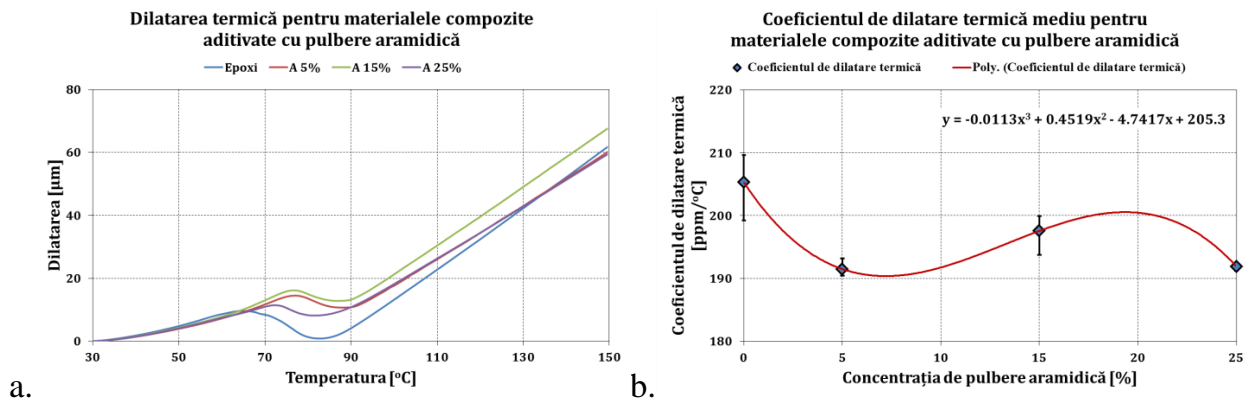 Dilatarea termică pentru materialele compozite
aditivate cu pulbere aramidică
Epoxi A 5% A 15% A 25%
80
60
40
20
0
Dilatarea [µm]
30 50 70 90 110 130 150
Temperatura [°C]
a.
Coeficientul de dilatare termică mediu pentru
materialele compozite aditivate cu pulbere aramidică
Coeficientul de dilatare termică Poly. (Coeficientul de dilatare termică)
220
210
200
190
180
Coeficientul de dilatare termică
[ppm/°C]
y = -0.0113x³ + 0.4519x² - 4.7417x + 205.3
0 5 10 15 20 25
Concentrația de pulbere aramidică [%]
b.